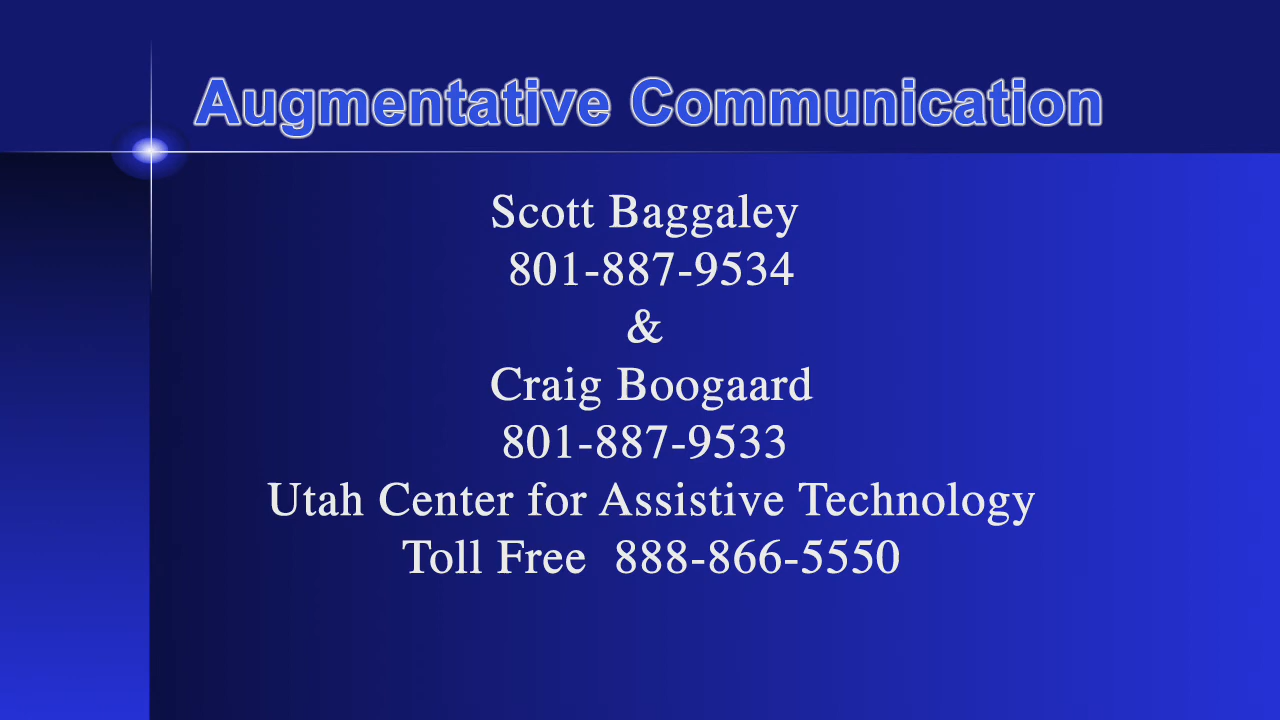 Augmentative Communication
Scott Baggaley
801-887-9534
&
Craig Boogaard
801-887-9533
Utah Center for Assistive Technology
Toll Free 888-866-5550